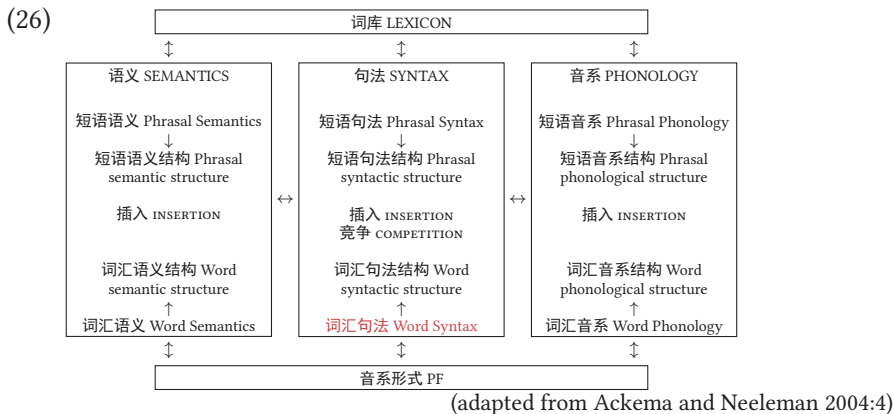 (26)
词库 LEXICON
↕ ↕ ↕
语义 SEMANTICS
短语语义 Phrasal Semantics
↓
短语语义结构 Phrasal
semantic structure
插入 INSERTION
词汇语义结构 Word
semantic structure
↑
词汇语义 Word Semantics
↔
句法 SYNTAX
短语句法 Phrasal Syntax
↓
短语句法结构 Phrasal
syntactic structure
插入 INSERTION
竞争 COMPETITION
词汇句法结构 Word
syntactic structure
↑
词汇句法 Word Syntax
↔
音系 PHONOLOGY
短语音系 Phrasal Phonology
↓
短语音系结构 Phrasal
phonological structure
插入 INSERTION
词汇音系结构 Word
phonological structure
↑
词汇音系 Word Phonology
↕ ↕ ↕
音系形式 PF
(adapted from Ackema and Neeleman 2004:4)